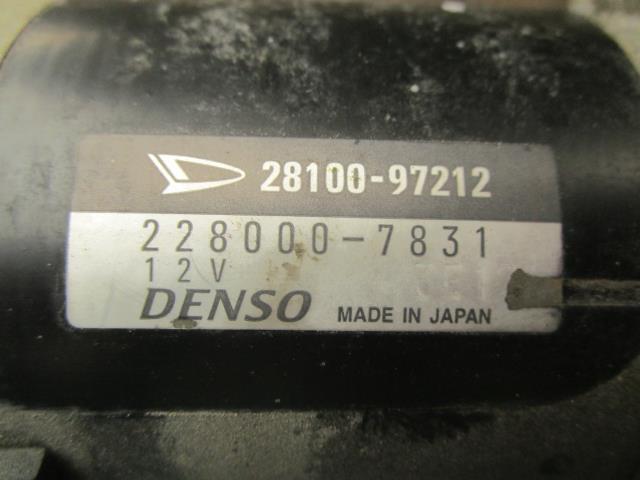 28100-97212
228000-7831
12V
DENSO MADE IN JAPAN